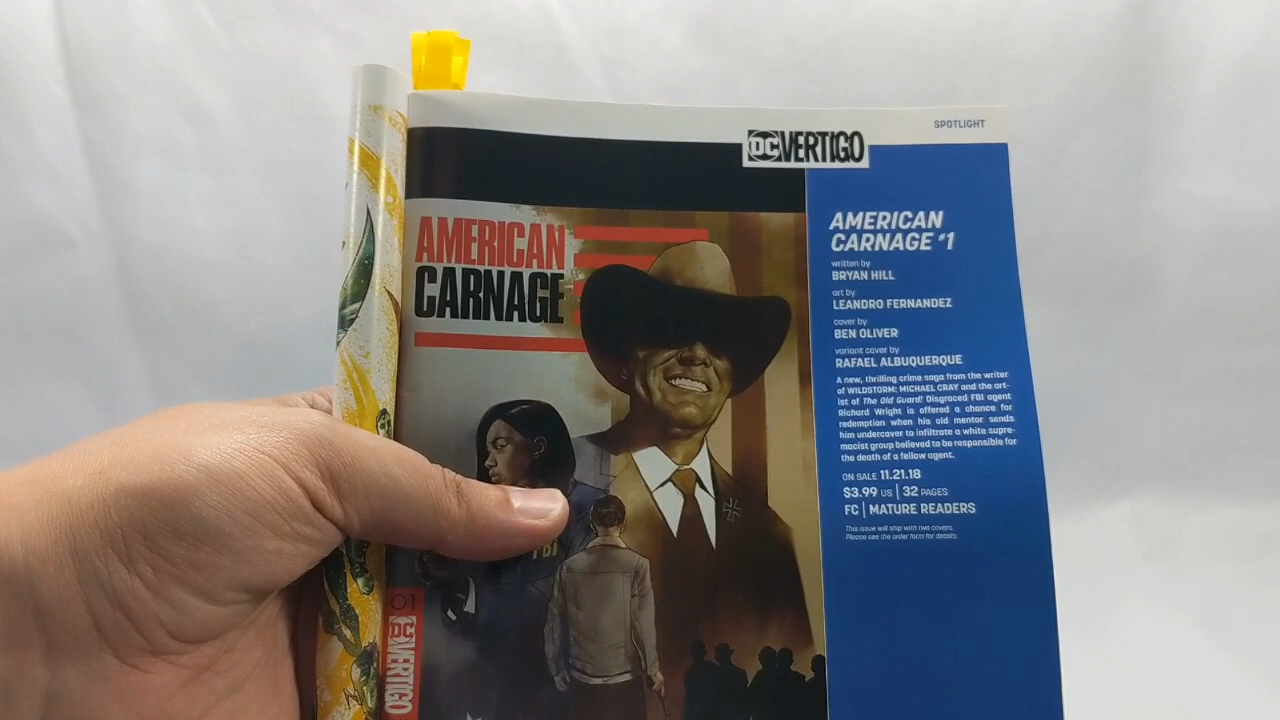 SPOTLIGHT
DC VERTIGO
AMERICAN
CARNAGE
FBI
01
DC VERTIGO
AMERICAN
CARNAGE #1
written by
BRYAN HILL
art by
LEANDRO FERNANDEZ
cover by
BEN OLIVER
variant cover by
RAFAEL ALBUQUERQUE
A new, thrilling crime saga from the writer
of WILDSTORM: MICHAEL CRAY and the art-
ist of The Old Guard! Disgraced FBI agent
Richard Wright is offered a chance for
redemption when his old mentor sends
him undercover to infiltrate a white supre-
macist group believed to be responsible for
the death of a fellow agent.
ON SALE 11.21.18
$3.99 US | 32 PAGES
FC | MATURE READERS
This issue will ship with two covers.
Please see the order form for details.